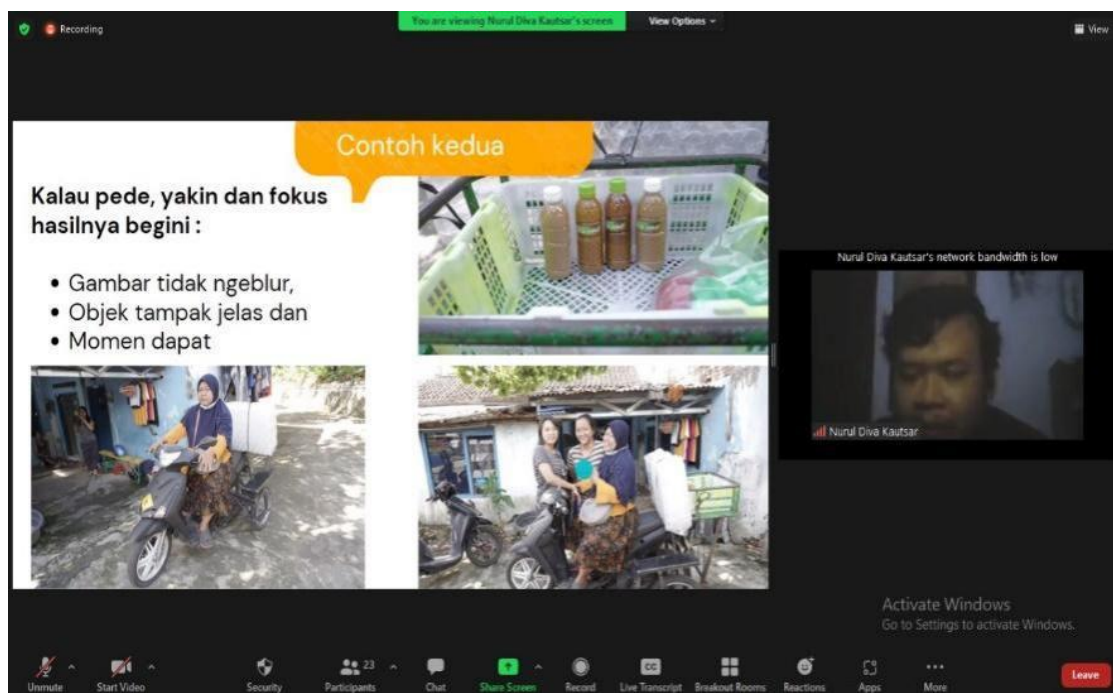 Recording
You are viewing Nurul Diva Kautsar's screen
View Options
View
Contoh kedua
Kalau pede, yakin dan fokus
hasilnya begini :
• Gambar tidak ngeblur,
• Objek tampak jelas dan
• Momen dapat
Nurul Diva Kautsar's network bandwidth is low
Nurul Diva Kautsar
Activate Windows
Go to Settings to activate Windows.
Unmute
Start Video
Security
23
Participants
Chat
Share Screen
Record
CC
Live Transcript
Breakout Rooms
Reactions
Apps
More
Leave